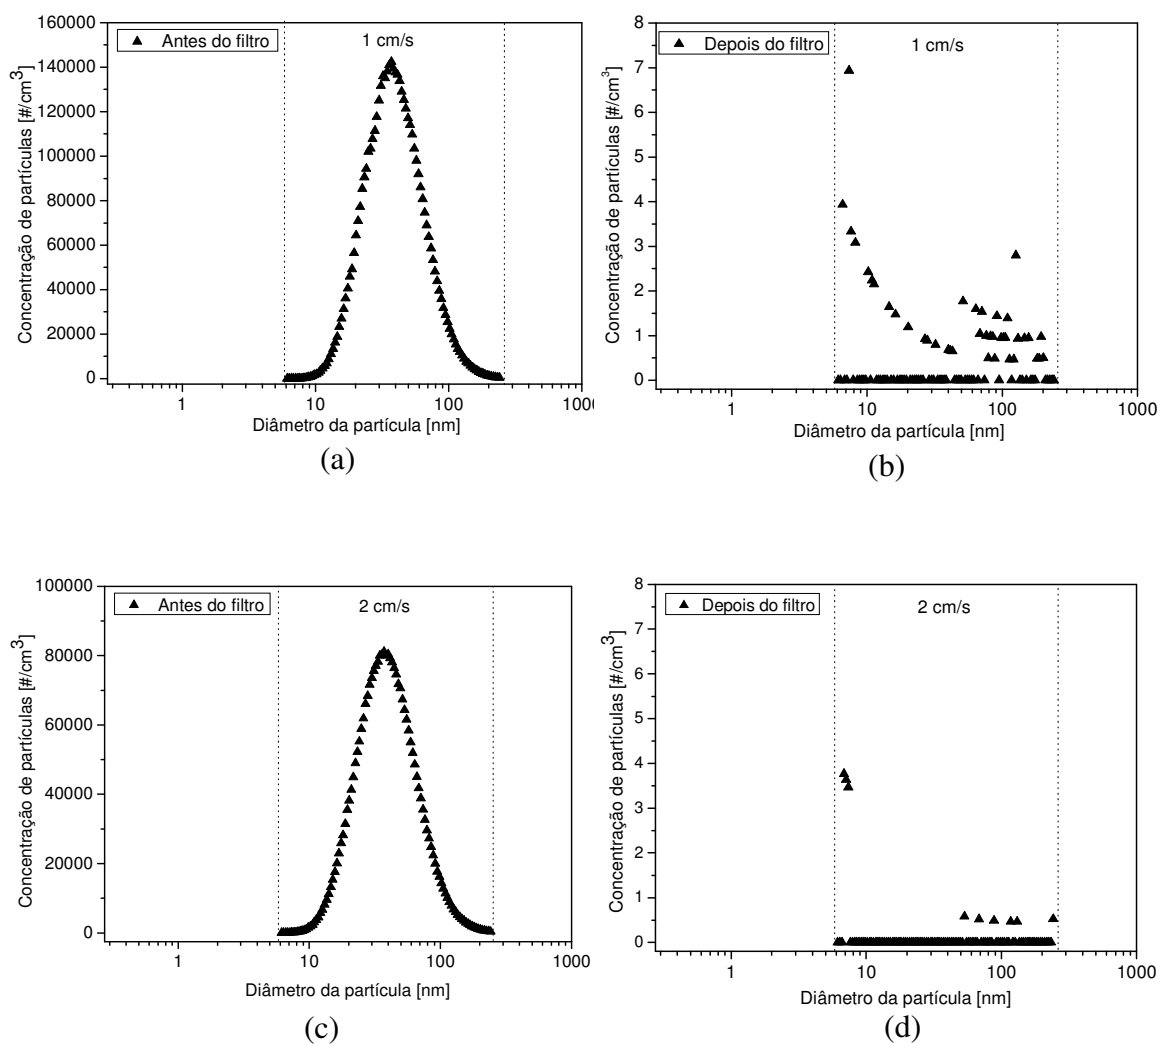 160000
140000
120000
100000
80000
60000
40000
20000
0
Concentração de partículas [#/cm3]
Antes do filtro
1 cm/s
1
10
100
1000
Diâmetro da partícula [nm]
(a)
8
7
6
5
4
3
2
1
0
Concentração de partículas [#/cm³]
Depois do filtro
1 cm/s
1
10
100
1000
Diâmetro da partícula [nm]
(b)
100000
80000
60000
40000
20000
0
Concentração de partículas [#/cm3]
Antes do filtro
2 cm/s
1
10
100
1000
Diâmetro da partícula [nm]
(c)
8
7
6
5
4
3
2
1
0
Concentração de partículas [#/cm3]
Depois do filtro
2 cm/s
1
10
100
1000
Diâmetro da partícula [nm]
(d)